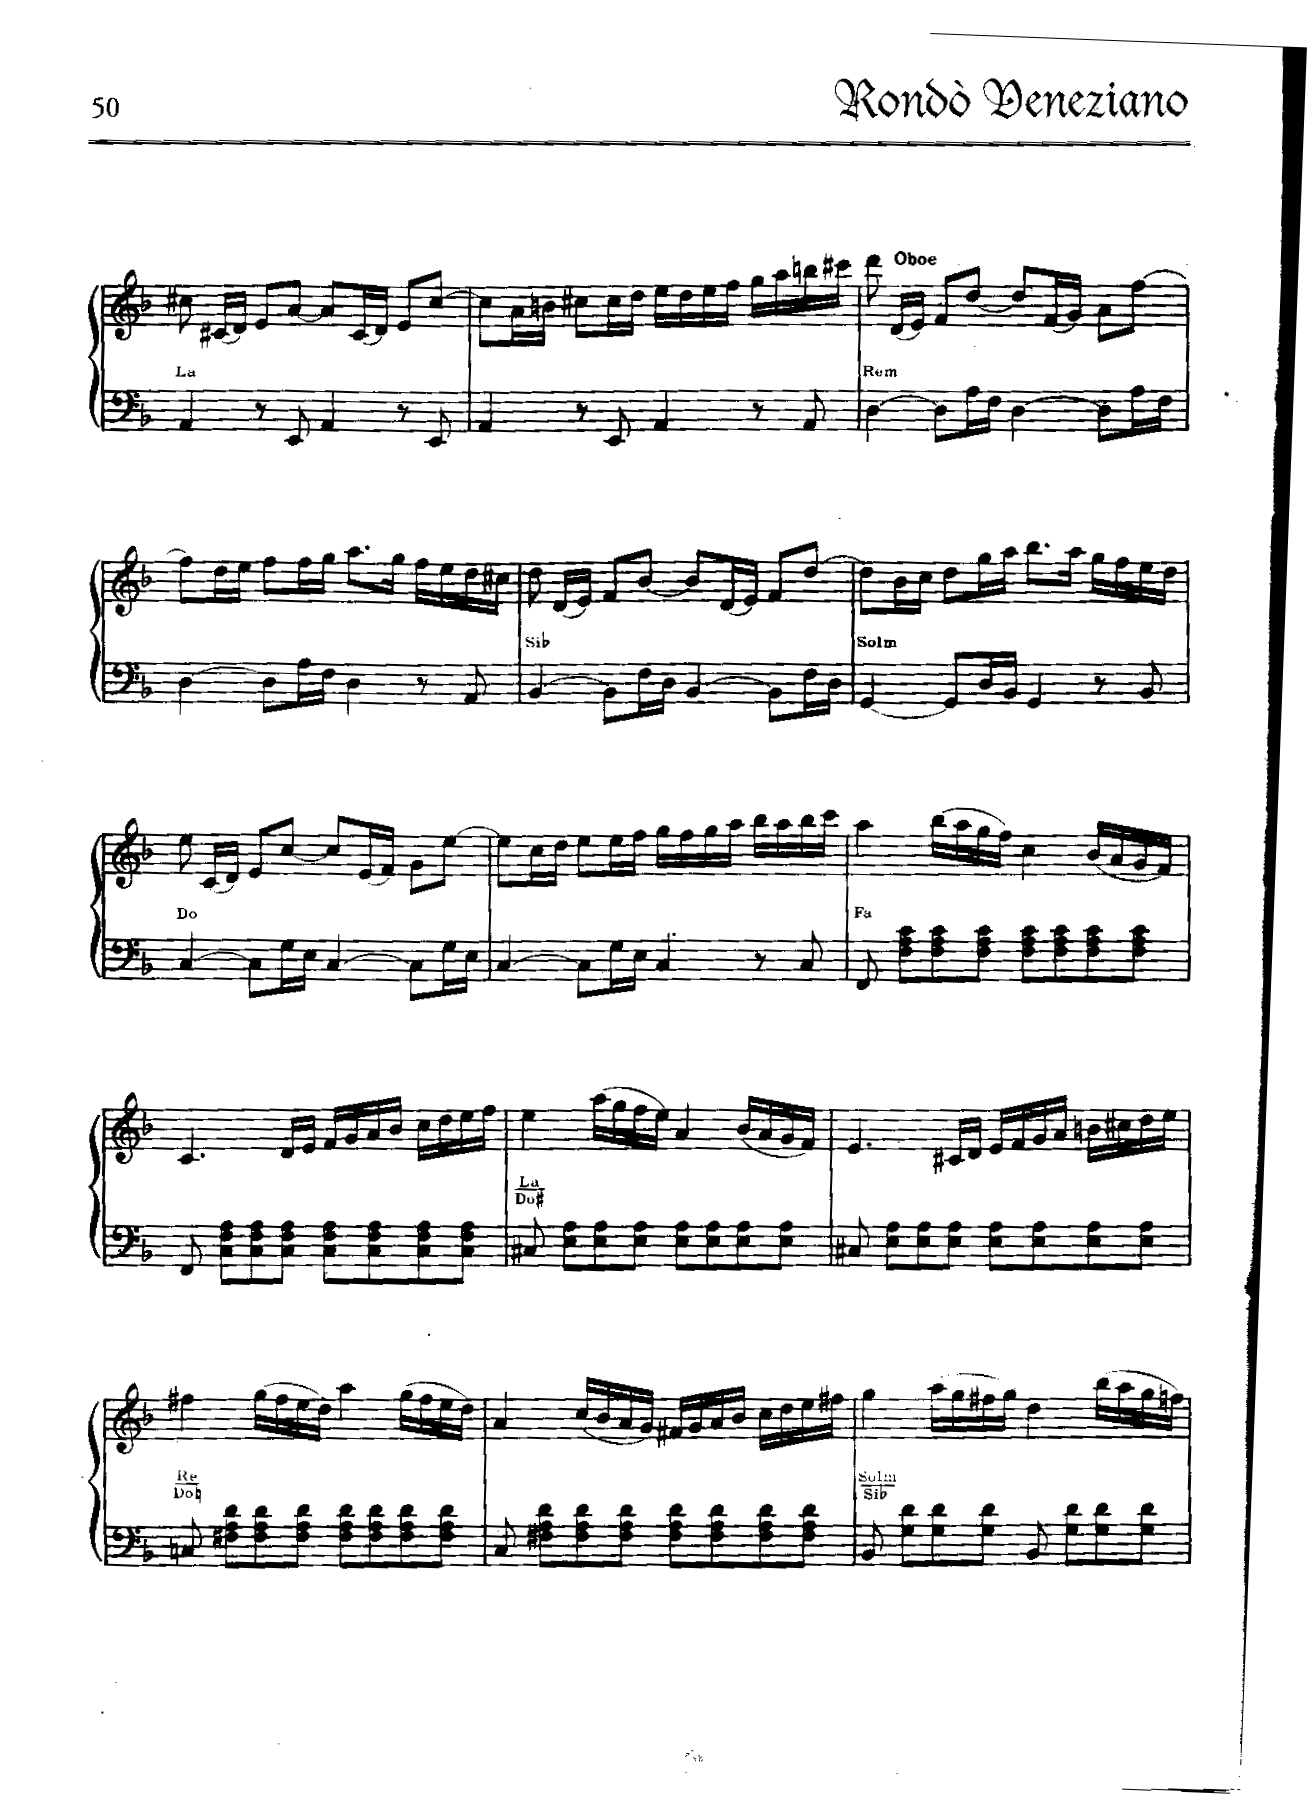 50
Rondò Veneziano
Oboe
La
Rem
Sib
Solm
Do
Fa
La
Do#
Re
Do♮
Solm
Sib